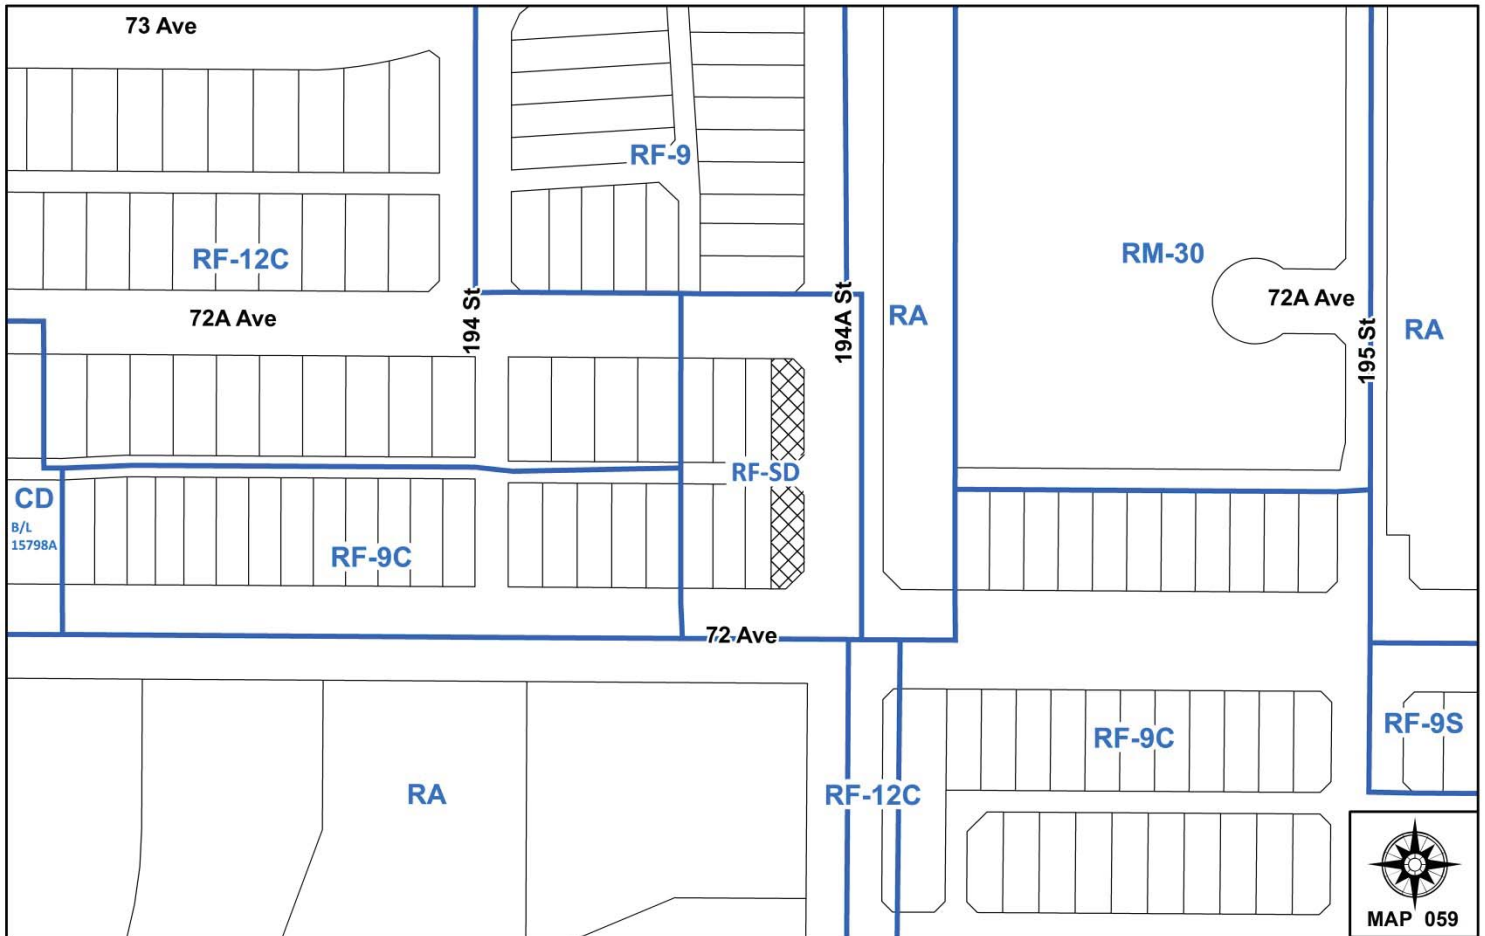 73 Ave
RF-9
RF-12C
RM-30
72A Ave
72A Ave
194 St
194A St
RA
195 St
RA
RF-SD
CD
B/L
15798A
RF-9C
72 Ave
RF-9S
RF-9C
RA
RF-12C
MAP 059